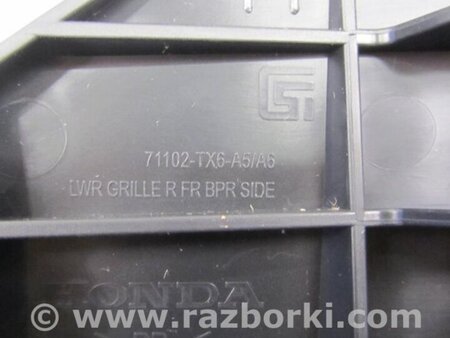 71102-TX6-A5/A6
LWR GRILLE R FR BPR SIDE
HONDA
www.razborki.com